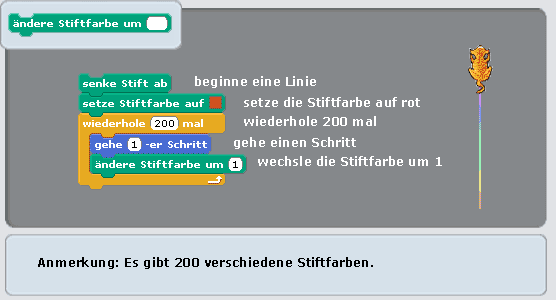 ändere Stiftfarbe um
senke Stift ab beginne eine Linie
setze Stiftfarbe auf setze die Stiftfarbe auf rot
wiederhole 200 mal wiederhole 200 mal
gehe 1 -er Schritt gehe einen Schritt
ändere Stiftfarbe um 1 wechsle die Stiftfarbe um 1
Anmerkung: Es gibt 200 verschiedene Stiftfarben.